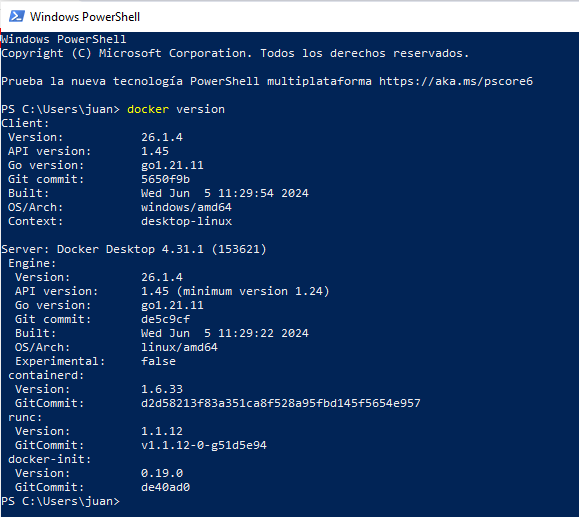 Windows PowerShell
Windows PowerShell
Copyright (C) Microsoft Corporation. Todos los derechos reservados.
Prueba la nueva tecnología PowerShell multiplataforma https://aka.ms/pscore6
PS C:\Users\juan> docker version
Client:
 Version:           26.1.4
 API version:       1.45
 Go version:        go1.21.11
 Git commit:        5650f9b
 Built:             Wed Jun  5 11:29:54 2024
 OS/Arch:           windows/amd64
 Context:           desktop-linux
Server: Docker Desktop 4.31.1 (153621)
 Engine:
  Version:          26.1.4
  API version:      1.45 (minimum version 1.24)
  Go version:       go1.21.11
  Git commit:       de5c9cf
  Built:            Wed Jun  5 11:29:22 2024
  OS/Arch:          linux/amd64
  Experimental:     false
 containerd:
  Version:          1.6.33
  GitCommit:        d2d58213f83a351ca8f528a95fbd145f5654e957
 runc:
  Version:          1.1.12
  GitCommit:        v1.1.12-0-g51d5e94
 docker-init:
  Version:          0.19.0
  GitCommit:        de40ad0
PS C:\Users\juan>